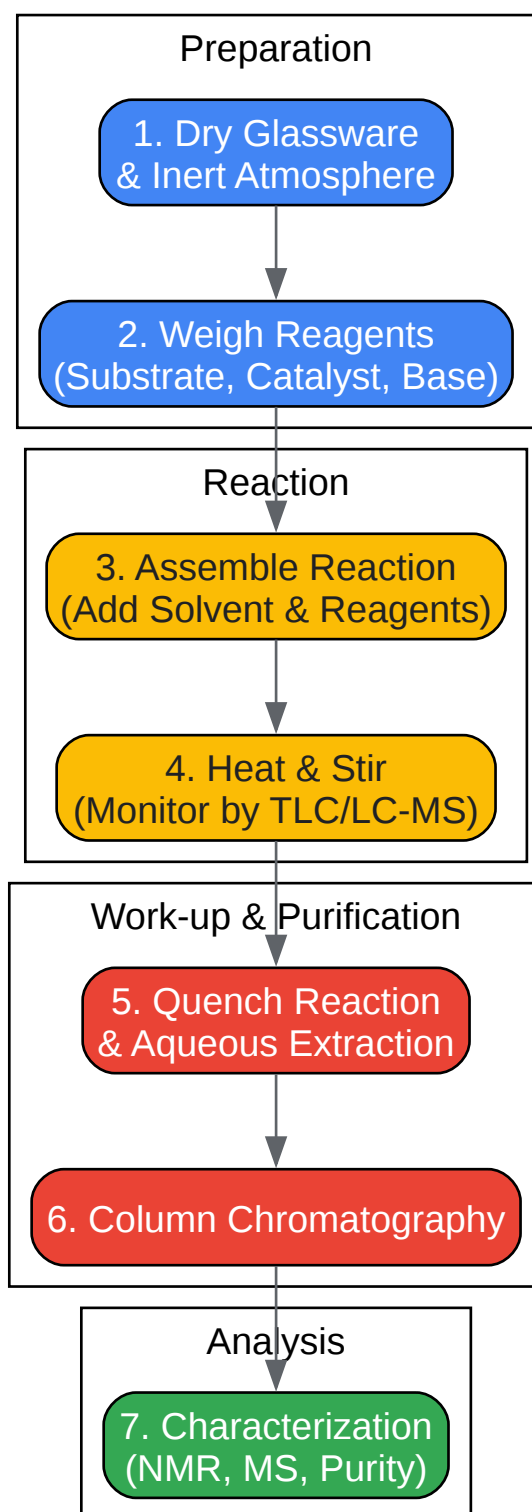 Preparation
1. Dry Glassware
& Inert Atmosphere
2. Weigh Reagents
(Substrate, Catalyst, Base)
Reaction
3. Assemble Reaction
(Add Solvent & Reagents)
4. Heat & Stir
(Monitor by TLC/LC-MS)
Work-up & Purification
5. Quench Reaction
& Aqueous Extraction
6. Column Chromatography
Analysis
7. Characterization
(NMR, MS, Purity)